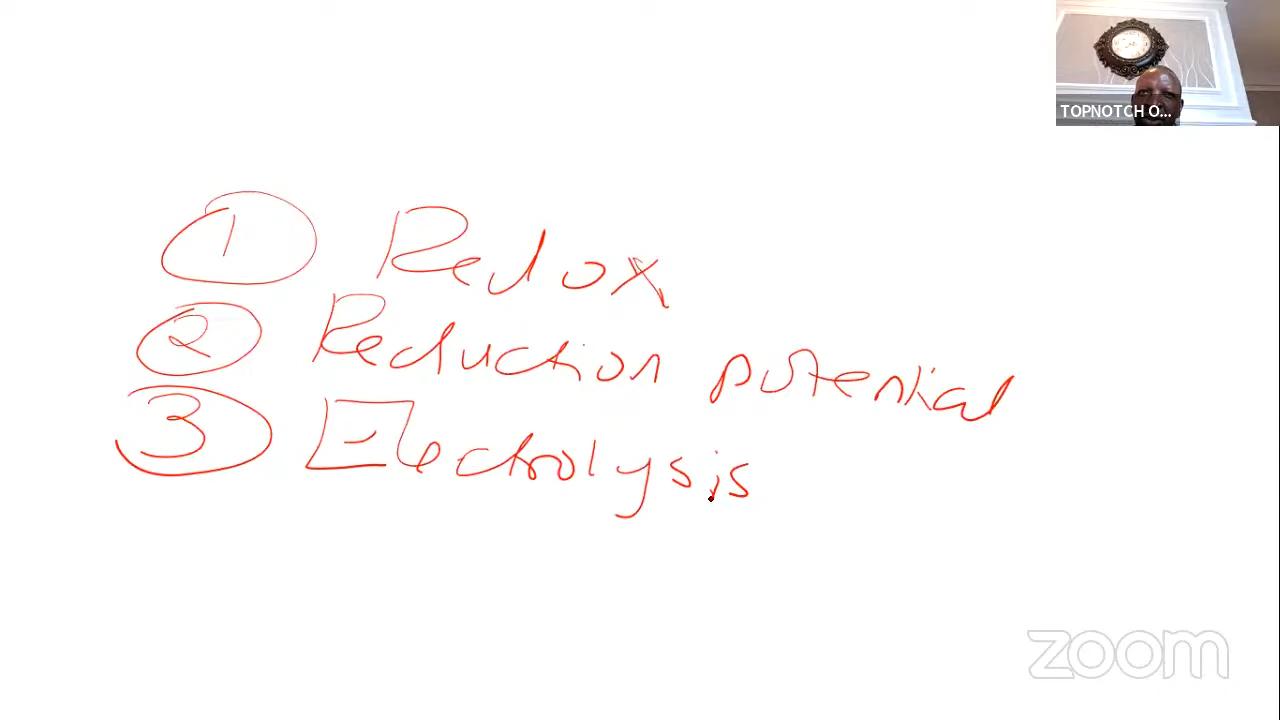 TOPNOTCH O...
1 Redox
2 Reduction potential
3 Electrolysis
zoom